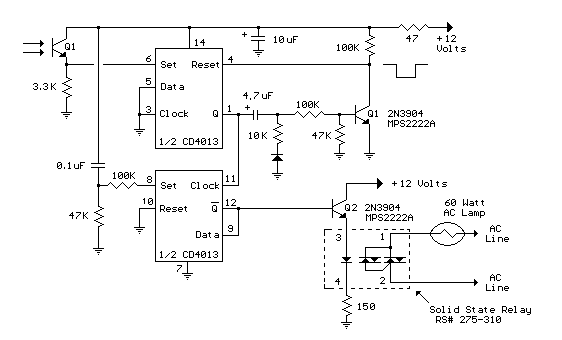 14
+
10uF
47
+12
Volts
Q1
100K
6
Set
Reset
4
3.3K
5
Data
4.7uF
+
100K
3
Clock
Q
1
Q1
2N3904
MPS2222A
10K
47K
1/2 CD4013
0.1uF
100K
8
Set
Clock
11
+12 Volts
10
Reset
Q
12
Q2
2N3904
MPS2222A
60 Watt
AC Lamp
47K
Data
9
3
1
AC
Line
1/2 CD4013
7
4
2
AC
Line
150
Solid State Relay
RS# 275-310